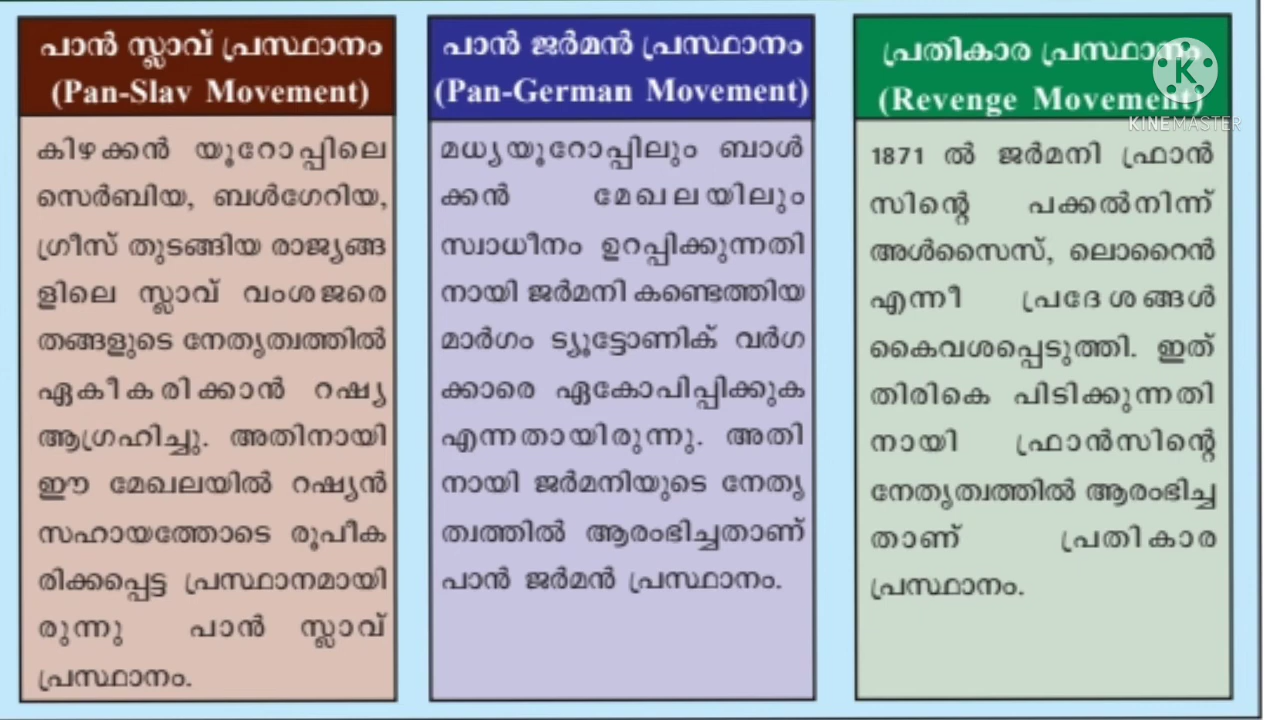 പാൻ സ്ലാവ് പ്രസ്ഥാനം
(Pan-Slav Movement)
കിഴക്കൻ യൂറോപ്പിലെ
സെർബിയ, ബൾഗേറിയ,
ഗ്രീസ് തുടങ്ങിയ രാജ്യങ്ങ
ളിലെ സ്ലാവ് വംശജരെ
തങ്ങളുടെ നേതൃത്വത്തിൽ
ഏകീകരിക്കാൻ റഷ്യ
ആഗ്രഹിച്ചു. അതിനായി
ഈ മേഖലയിൽ റഷ്യൻ
സഹായത്തോടെ രൂപീക
രിക്കപ്പെട്ട പ്രസ്ഥാനമായി
രുന്നു പാൻ സ്ലാവ്
പ്രസ്ഥാനം.
പാൻ ജർമൻ പ്രസ്ഥാനം
(Pan-German Movement)
മധ്യയൂറോപ്പിലും ബാൾ
ക്കൻ മേഖലയിലും
സ്വാധീനം ഉറപ്പിക്കുന്നതി
നായി ജർമനി കണ്ടെത്തിയ
മാർഗം ട്യൂട്ടോണിക് വർഗ
ക്കാരെ ഏകോപിപ്പിക്കുക
എന്നതായിരുന്നു. അതി
നായി ജർമനിയുടെ നേതൃ
ത്വത്തിൽ ആരംഭിച്ചതാണ്
പാൻ ജർമൻ പ്രസ്ഥാനം.
പ്രതികാര പ്രസ്ഥാനം
(Revenge Movement)
K
KINEMASTER
1871 ൽ ജർമനി ഫ്രാൻ
സിന്റെ പക്കൽനിന്ന്
അൾസൈസ്, ലൊറൈൻ
എന്നീ പ്രദേശങ്ങൾ
കൈവശപ്പെടുത്തി. ഇത്
തിരികെ പിടിക്കുന്നതി
നായി ഫ്രാൻസിന്റെ
നേതൃത്വത്തിൽ ആരംഭിച്ച
താണ് പ്രതികാര
പ്രസ്ഥാനം.